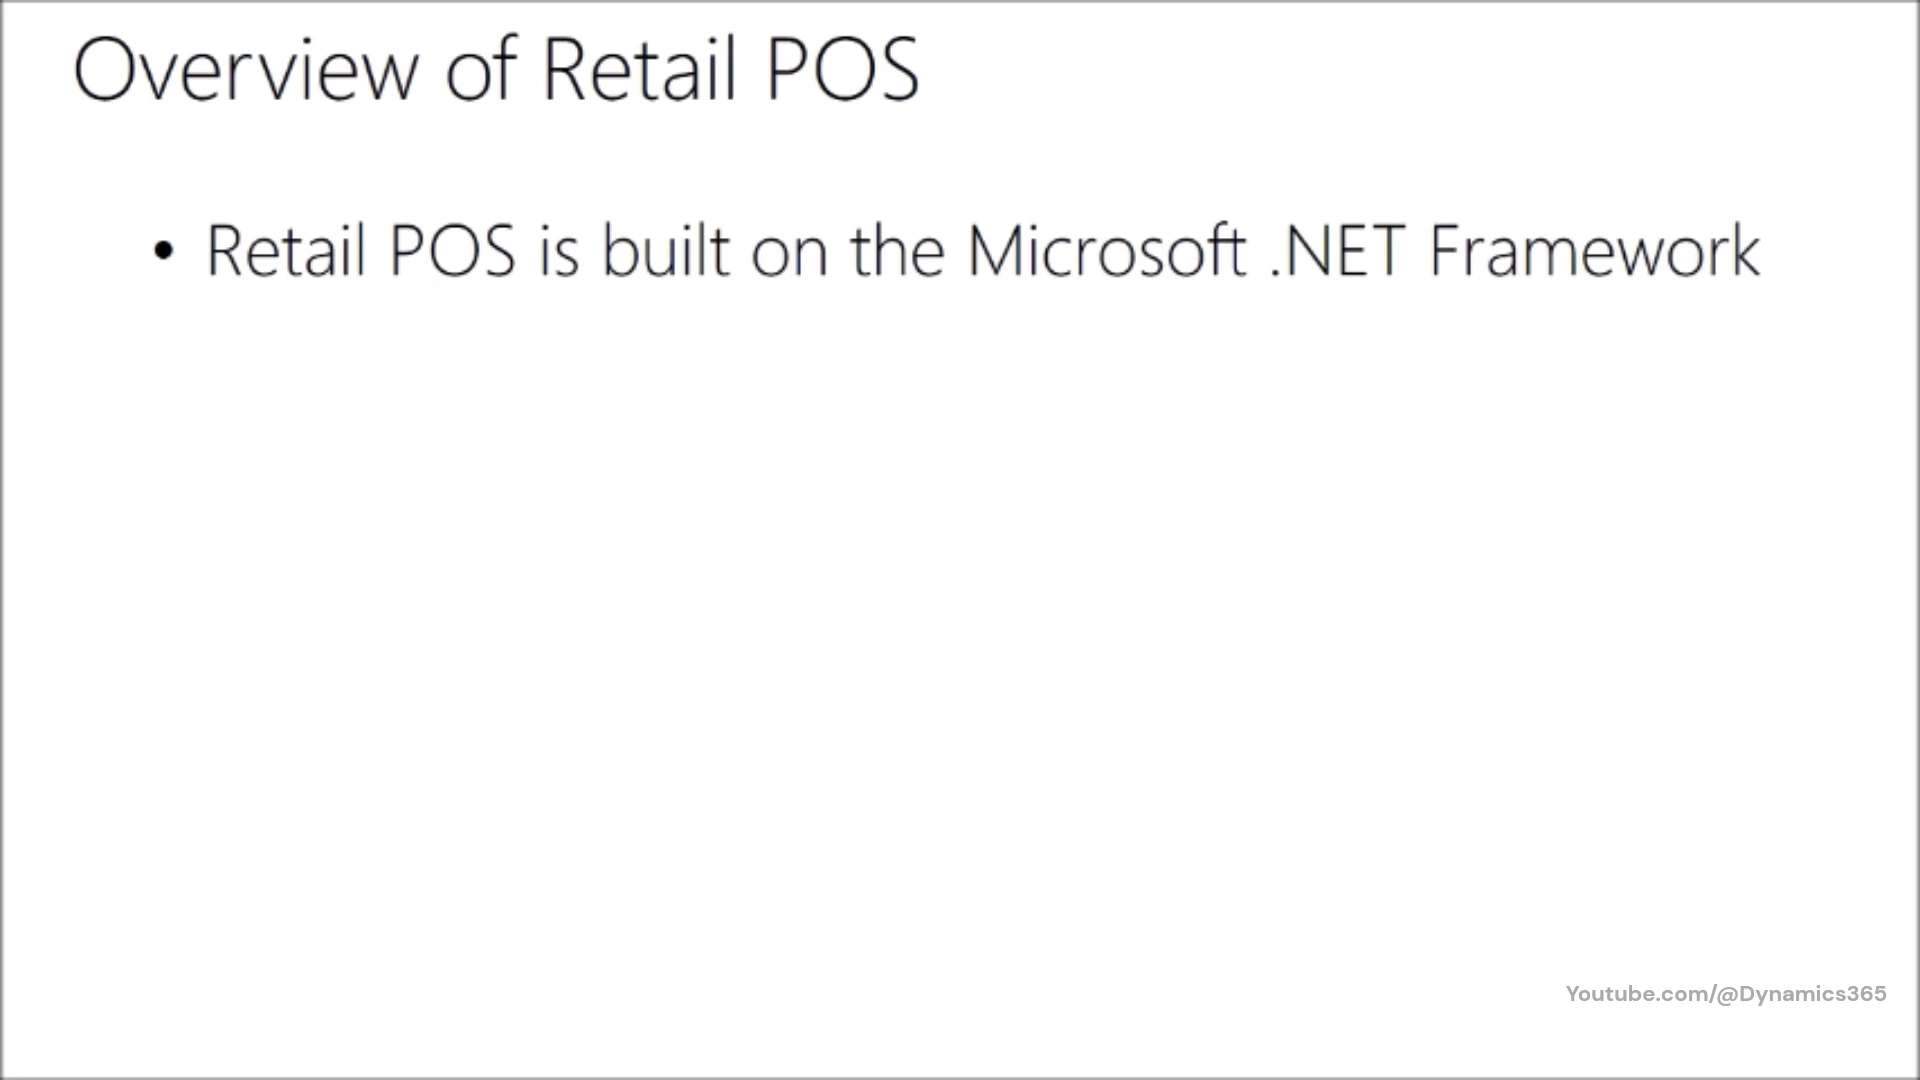 Overview of Retail POS
• Retail POS is built on the Microsoft .NET Framework
Youtube.com/@Dynamics365